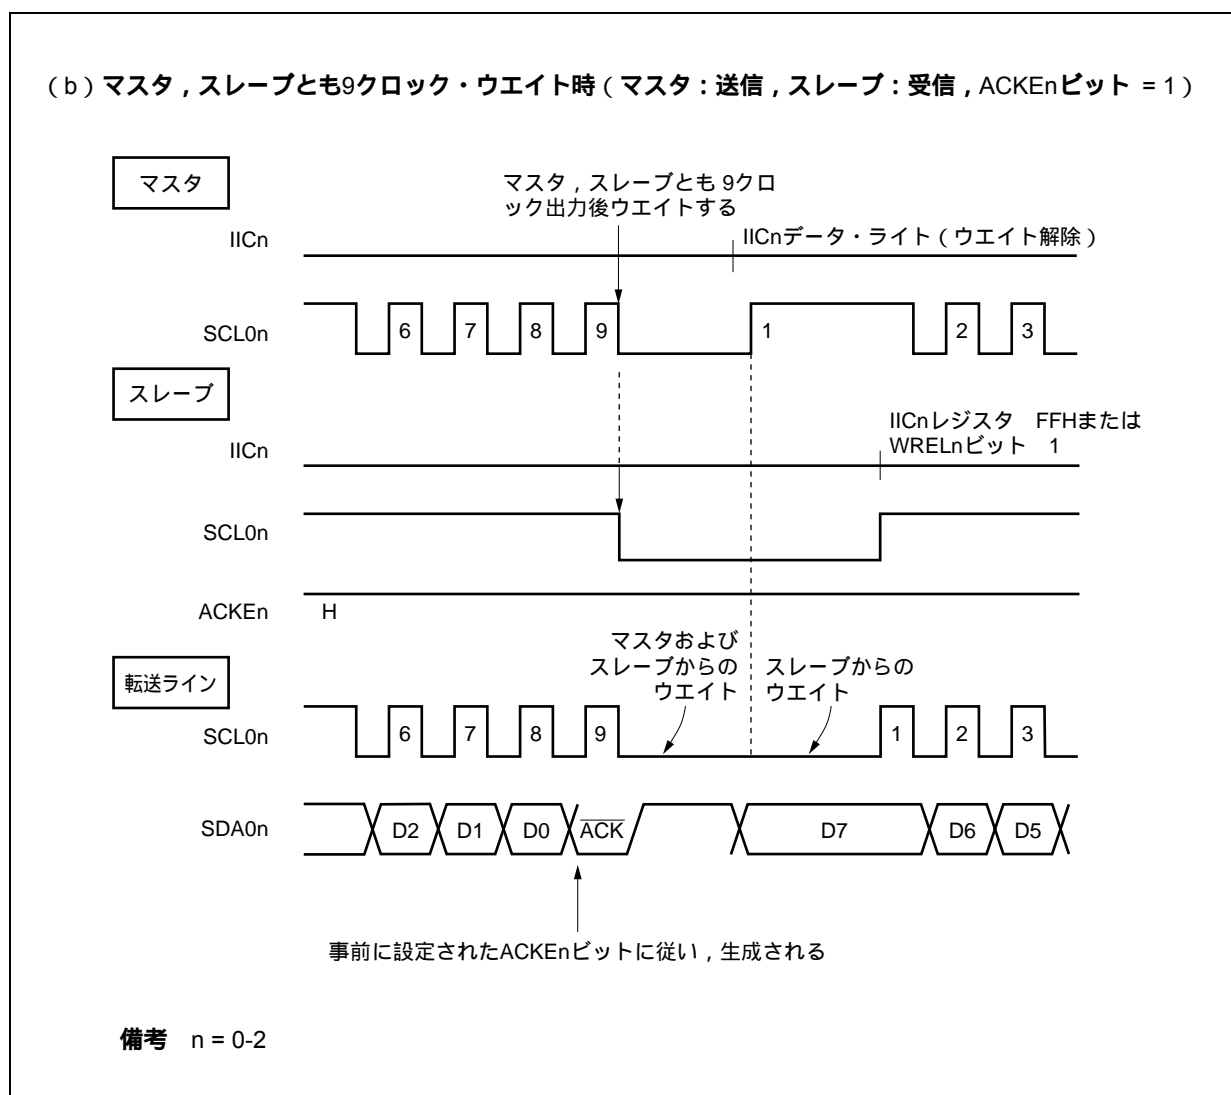 （b）マスタ，スレーブとも9クロック・ウエイト時（マスタ：送信，スレーブ：受信，ACKEnビット = 1）
マスタ
マスタ，スレーブとも 9クロ
ック出力後ウエイトする
IICn
IICnデータ・ライト（ウエイト解除）
SCL0n
6 7 8 9 1 2 3
スレーブ
IICnレジスタ　FFHまたは
WRELnビット　1
IICn
SCL0n
ACKEn H
マスタおよび
スレーブからの
ウエイト
スレーブからの
ウエイト
転送ライン
SCL0n
6 7 8 9 1 2 3
SDA0n
D2 D1 D0 ACK D7 D6 D5
事前に設定されたACKEnビットに従い，生成される
備考　n = 0-2